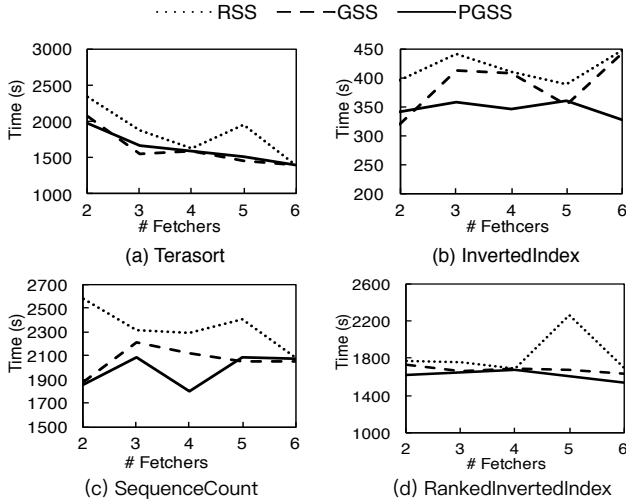 RSS GSS PGSS
3000
2500
2000
1500
1000
Time (s)
2 3 4 5 6
# Fetchers
(a) Terasort
450
400
350
300
250
200
Time (s)
2 3 4 5 6
# Fetchers
(b) InvertedIndex
2700
2500
2300
2100
1900
1700
1500
Time (s)
2 3 4 5 6
# Fetchers
(c) SequenceCount
2600
2200
1800
1400
1000
Time (s)
2 3 4 5 6
# Fetchers
(d) RankedInvertedIndex